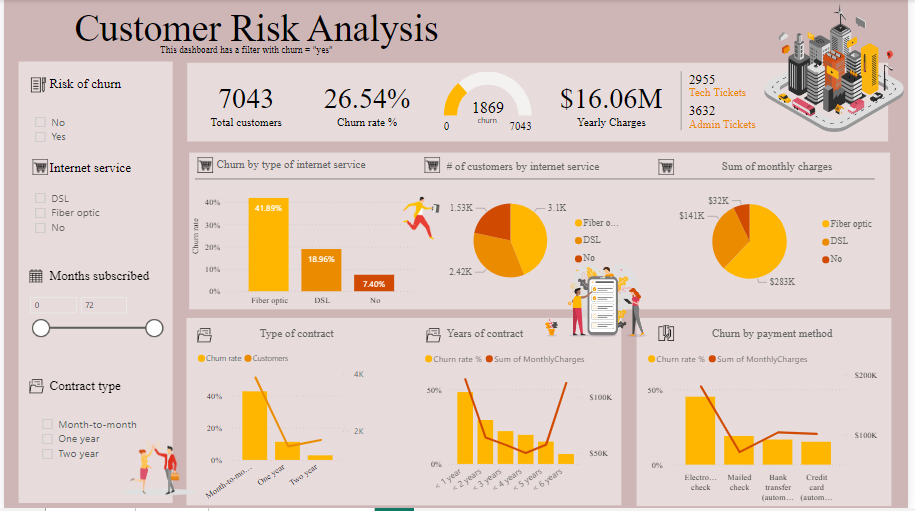 Customer Risk Analysis
This dashboard has a filter with churn = "yes"
Risk of churn
No
Yes
Internet service
DSL
Fiber optic
No
Months subscribed
0 72
Contract type
Month-to-month
One year
Two year
7043
Total customers
26.54%
Churn rate %
1869
churn
0 7043
$16.06M
Yearly Charges
2955
Tech Tickets
3632
Admin Tickets
Churn by type of internet service
Churn rate
40%
30%
20%
10%
0%
41.89%
18.96%
7.40%
Fiber optic DSL No
# of customers by internet service
1.53K
3.1K
2.42K
Fiber o...
DSL
No
Sum of monthly charges
$32K
$141K
$283K
Fiber optic
DSL
No
Type of contract
Churn rate Customers
40%
20%
0%
4K
2K
Month-to-mo... One year Two year
Years of contract
Churn rate % Sum of MonthlyCharges
50%
0%
$100K
$50K
< 1 year < 2 years < 3 years < 4 years < 5 years < 6 years
Churn by payment method
Churn rate % Sum of MonthlyCharges
50%
0%
$200K
$100K
Electro...
check
Mailed
check
Bank
transfer
(autom...
Credit
card
(autom...